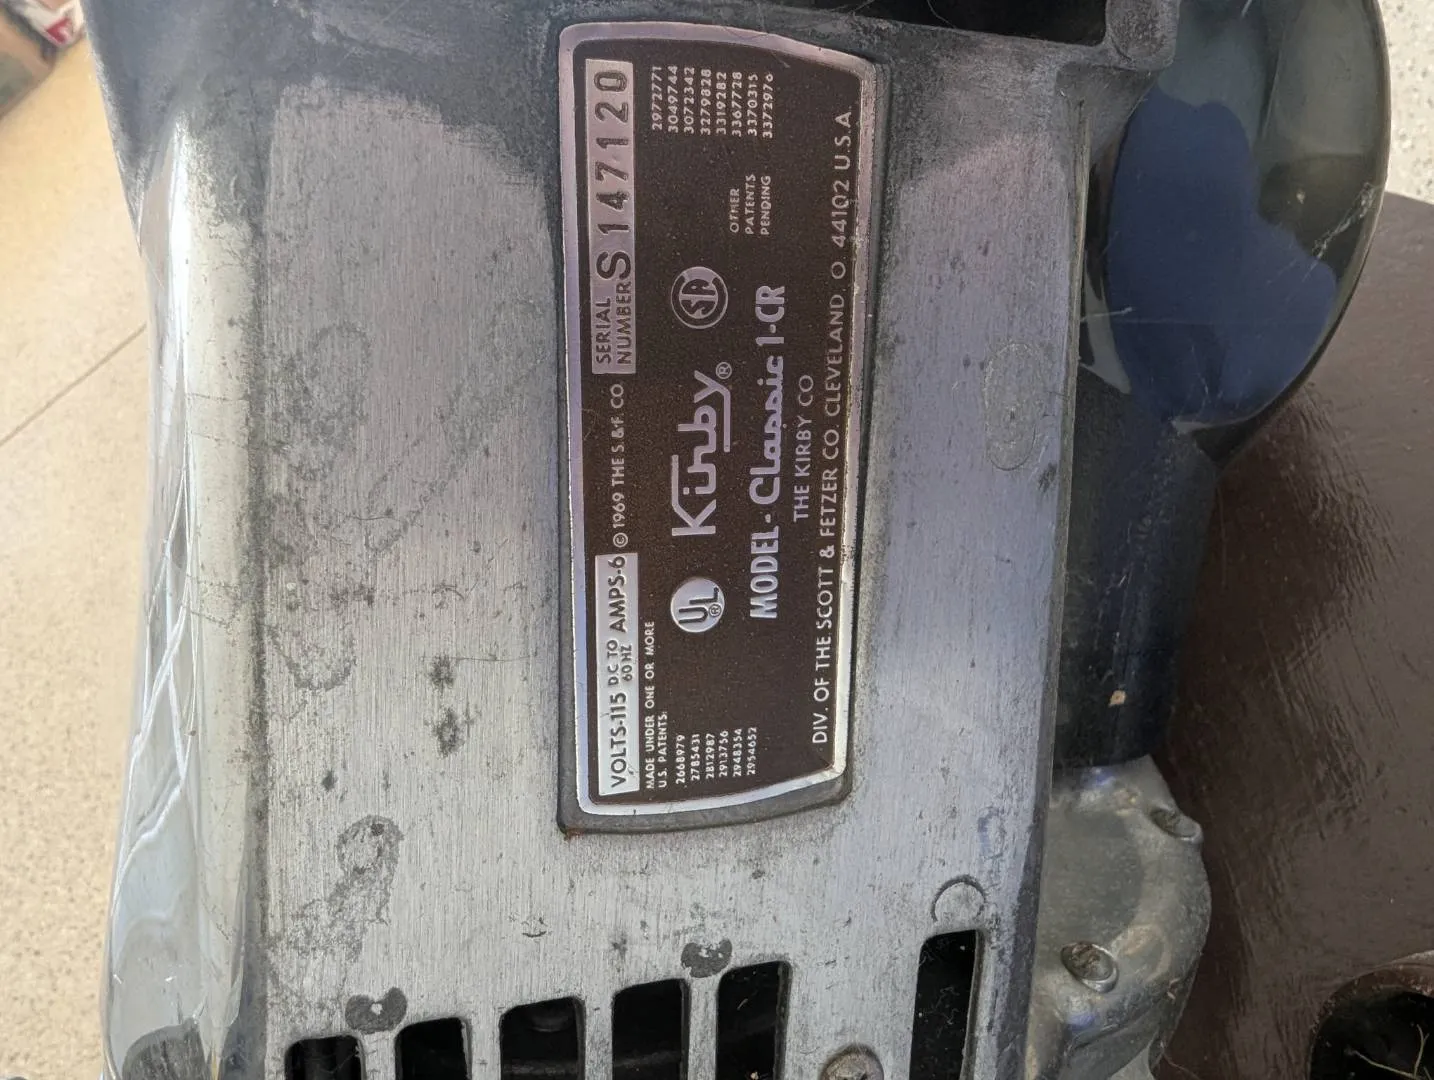 VOLTS-115 D.C TO 60 HZ AMPS-6 © 1969 THE S.&F. CO
SERIAL NUMBER S 147120
MADE UNDER ONE OR MORE
U.S. PATENTS:
2668979
2785431
2812987
2913756
2948354
2954652
UL®
Kirby®
SA
OTHER
PATENTS
PENDING
2972771
3049744
3072342
3279828
3319282
3367728
3370315
3372976
MODEL-Classic 1-CR
THE KIRBY CO
DIV. OF THE SCOTT & FETZER CO. CLEVELAND. O. 44102 U.S.A.